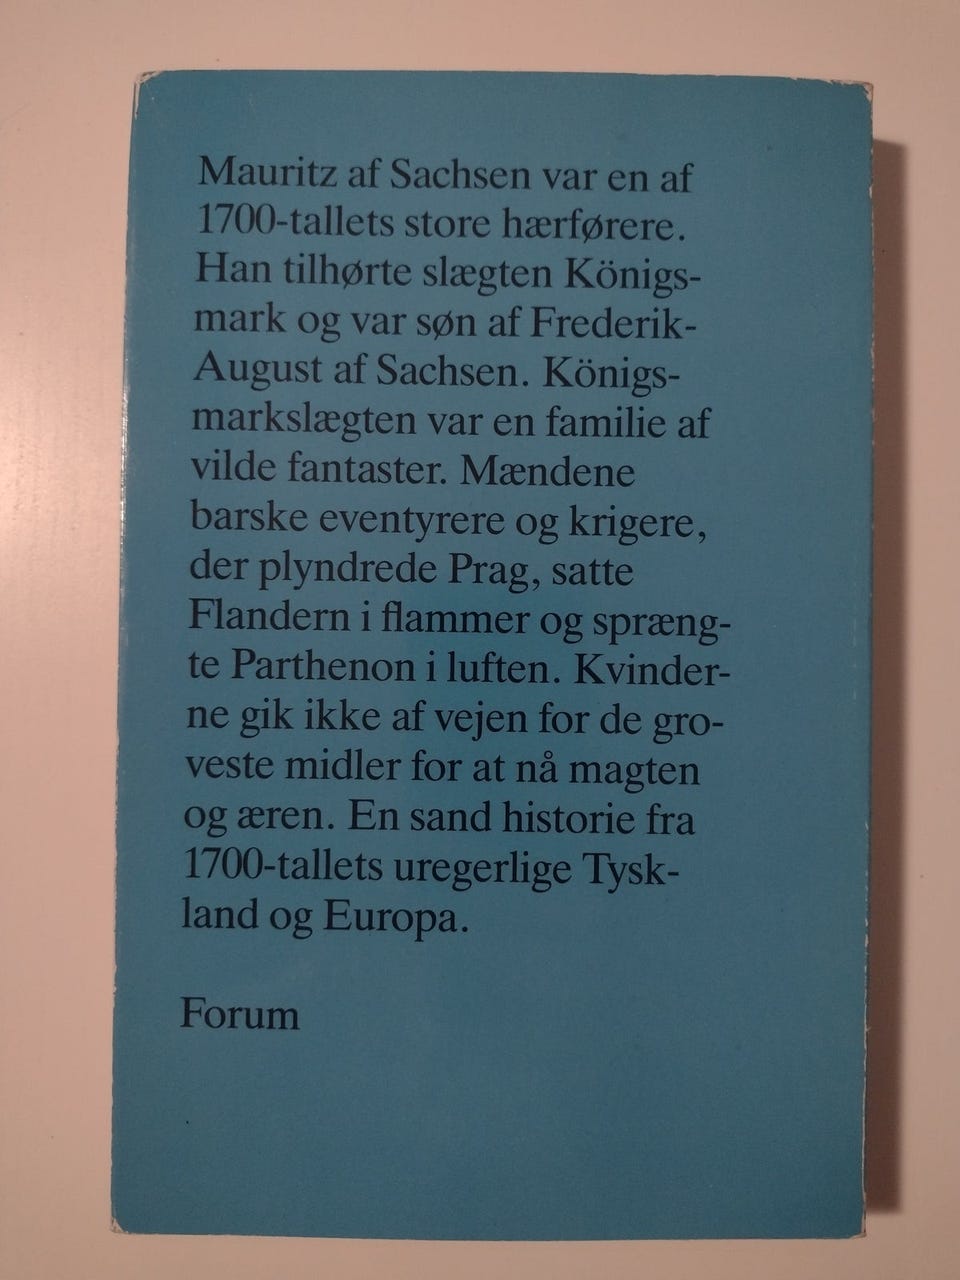 Mauritz af Sachsen var en af
1700-tallets store hærførere.
Han tilhørte slægten Königs-
mark og var søn af Frederik-
August af Sachsen. Königs-
markslægten var en familie af
vilde fantaster. Mændene
barske eventyrere og krigere,
der plyndrede Prag, satte
Flandern i flammer og spræng-
te Parthenon i luften. Kvinder-
ne gik ikke af vejen for de gro-
veste midler for at nå magten
og æren. En sand historie fra
1700-tallets uregerlige Tysk-
land og Europa.
Forum